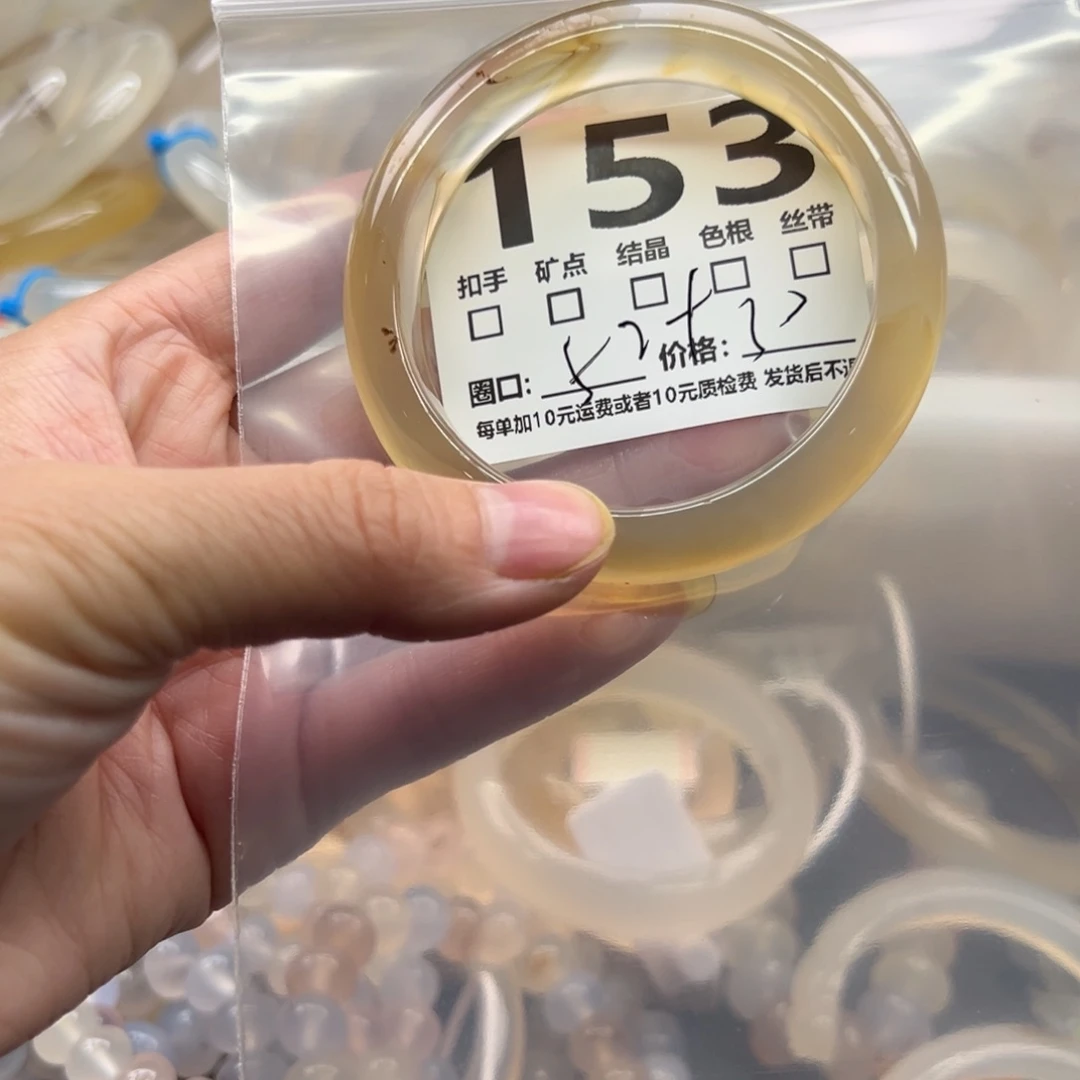 153
扣手 矿点 结晶 色根 丝带
圈口: 价格:
每单加10元运费或者10元质检费 发货后不退